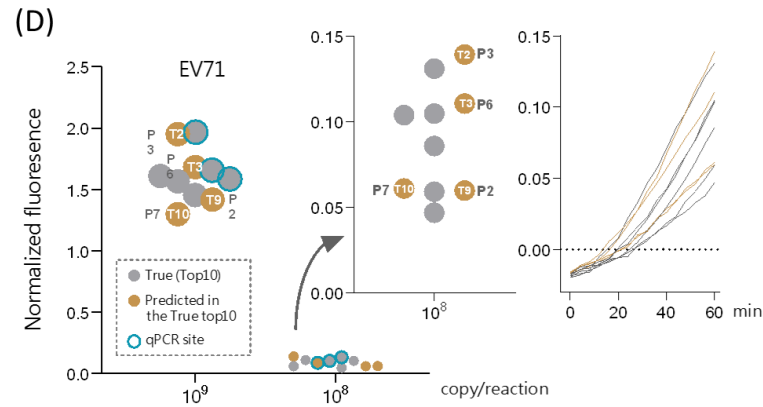 (D)
Normalized fluoresence
2.5
2.0
1.5
1.0
0.5
0.0
EV71
P
3
T2
P
6
T3
P7
T10
T9
P
2
True (Top10)
Predicted in
the True top10
qPCR site
10⁹
10⁸
copy/reaction
0.15
0.10
0.05
0.00
T2 P3
T3 P6
P7 T10
T9 P2
10⁸
0.15
0.10
0.05
0.00
0
20
40
60
min